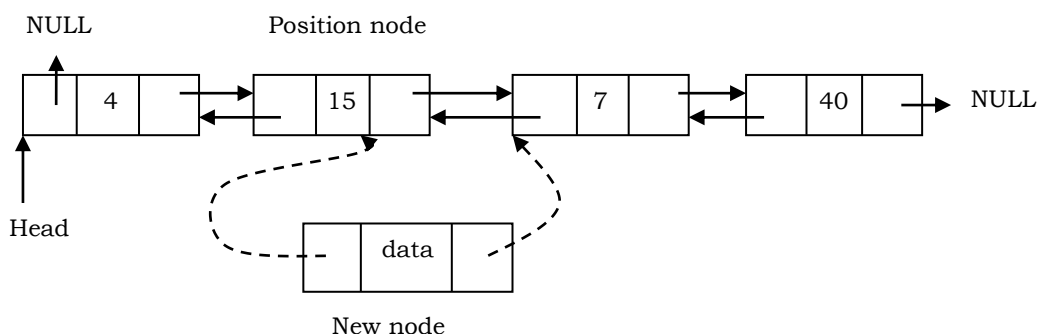 NULL Position node
4 15 7 40 NULL
Head
data
New node